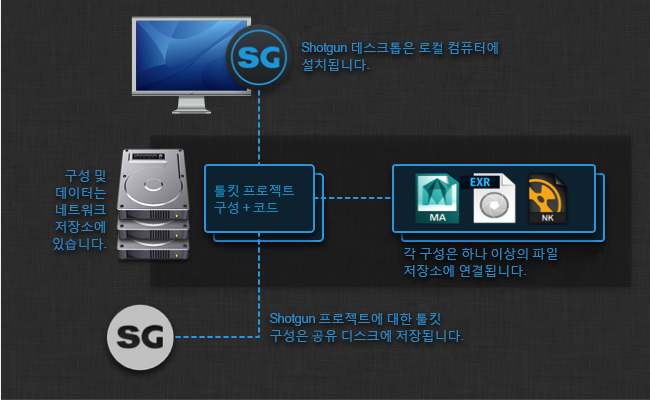 SG
Shotgun 데스크톱은 로컬 컴퓨터에
설치됩니다.
구성 및
데이터는
네트워크
저장소에
있습니다.
툴킷 프로젝트
구성 + 코드
MA
EXR
NK
각 구성은 하나 이상의 파일
저장소에 연결됩니다.
SG
Shotgun 프로젝트에 대한 툴킷
구성은 공유 디스크에 저장됩니다.